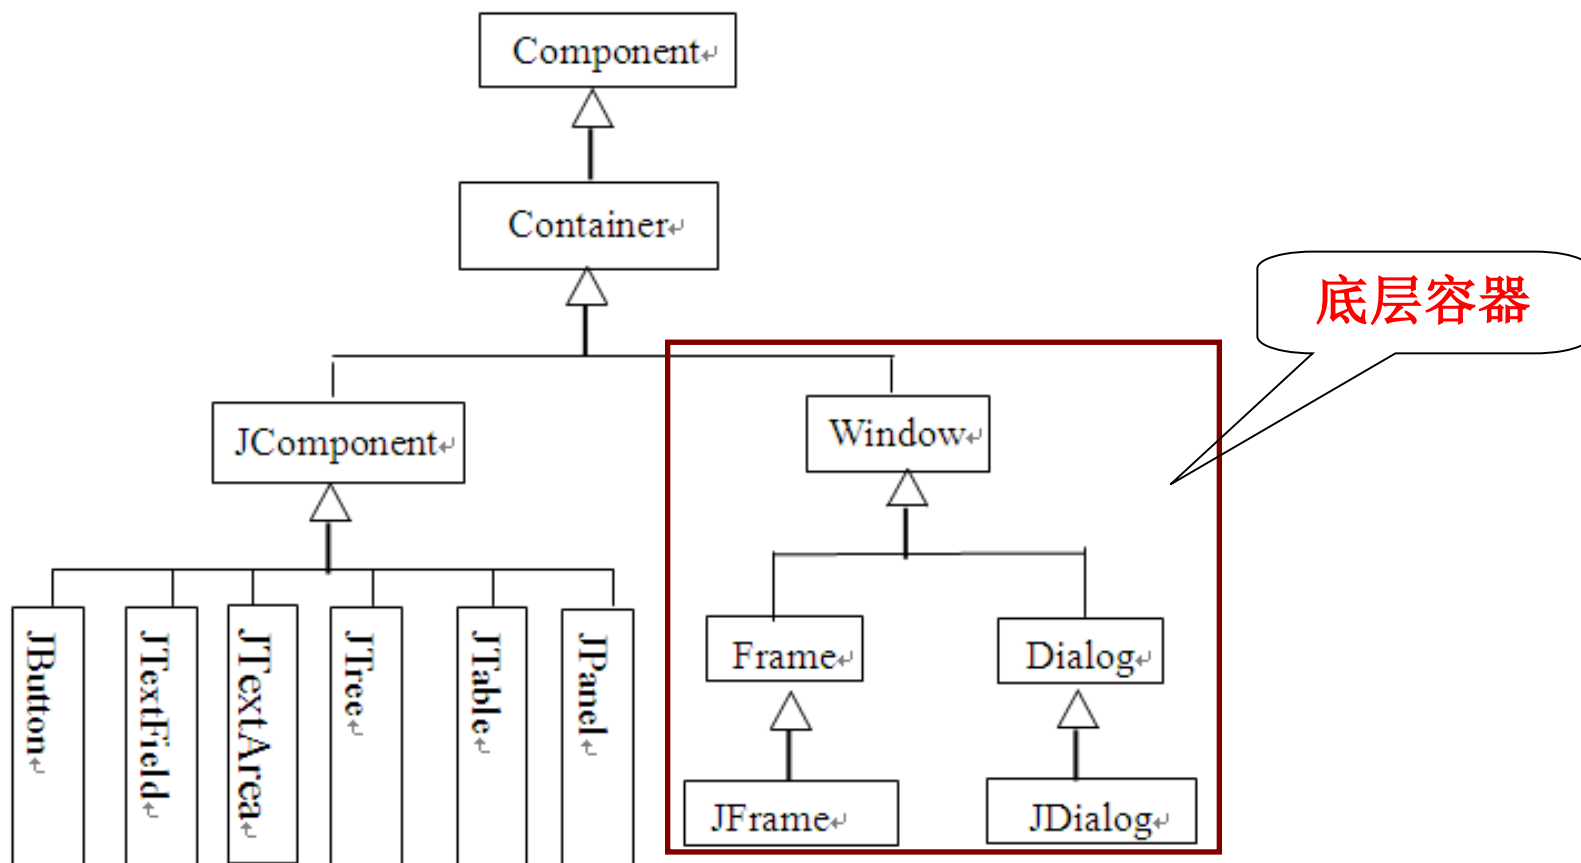 Component
Container
底层容器
JComponent
Window
JButton
JTextField
JTextArea
JTree
JTable
JPanel
Frame
Dialog
JFrame
JDialog